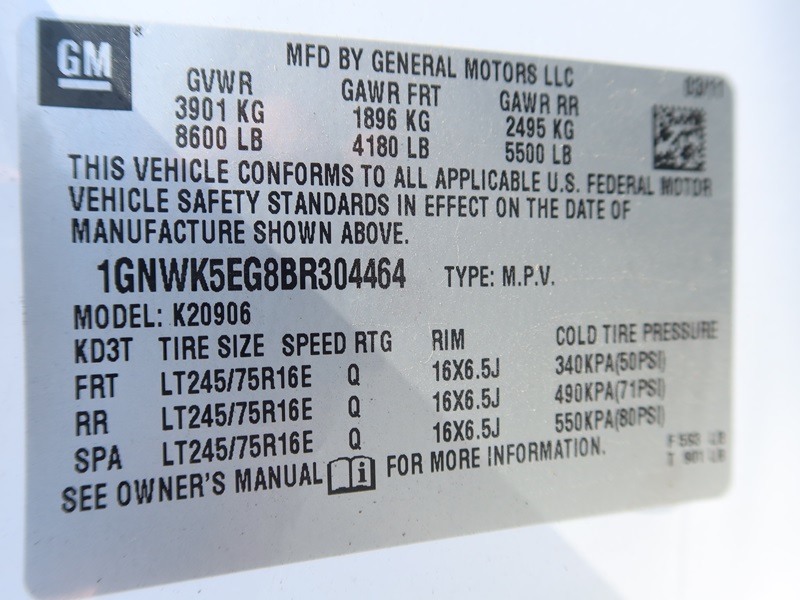 GM
MFD BY GENERAL MOTORS LLC 03/11
GVWR GAWR FRT GAWR RR
3901 KG 1896 KG 2495 KG
8600 LB 4180 LB 5500 LB
THIS VEHICLE CONFORMS TO ALL APPLICABLE U.S. FEDERAL MOTOR
VEHICLE SAFETY STANDARDS IN EFFECT ON THE DATE OF
MANUFACTURE SHOWN ABOVE.
1GNWK5EG8BR304464 TYPE: M.P.V.
MODEL: K20906
KD3T TIRE SIZE SPEED RTG RIM COLD TIRE PRESSURE
FRT LT245/75R16E Q 16X6.5J 340KPA(50PSI)
RR LT245/75R16E Q 16X6.5J 490KPA(71PSI)
SPA LT245/75R16E Q 16X6.5J 550KPA(80PSI)
SEE OWNER'S MANUAL i FOR MORE INFORMATION.